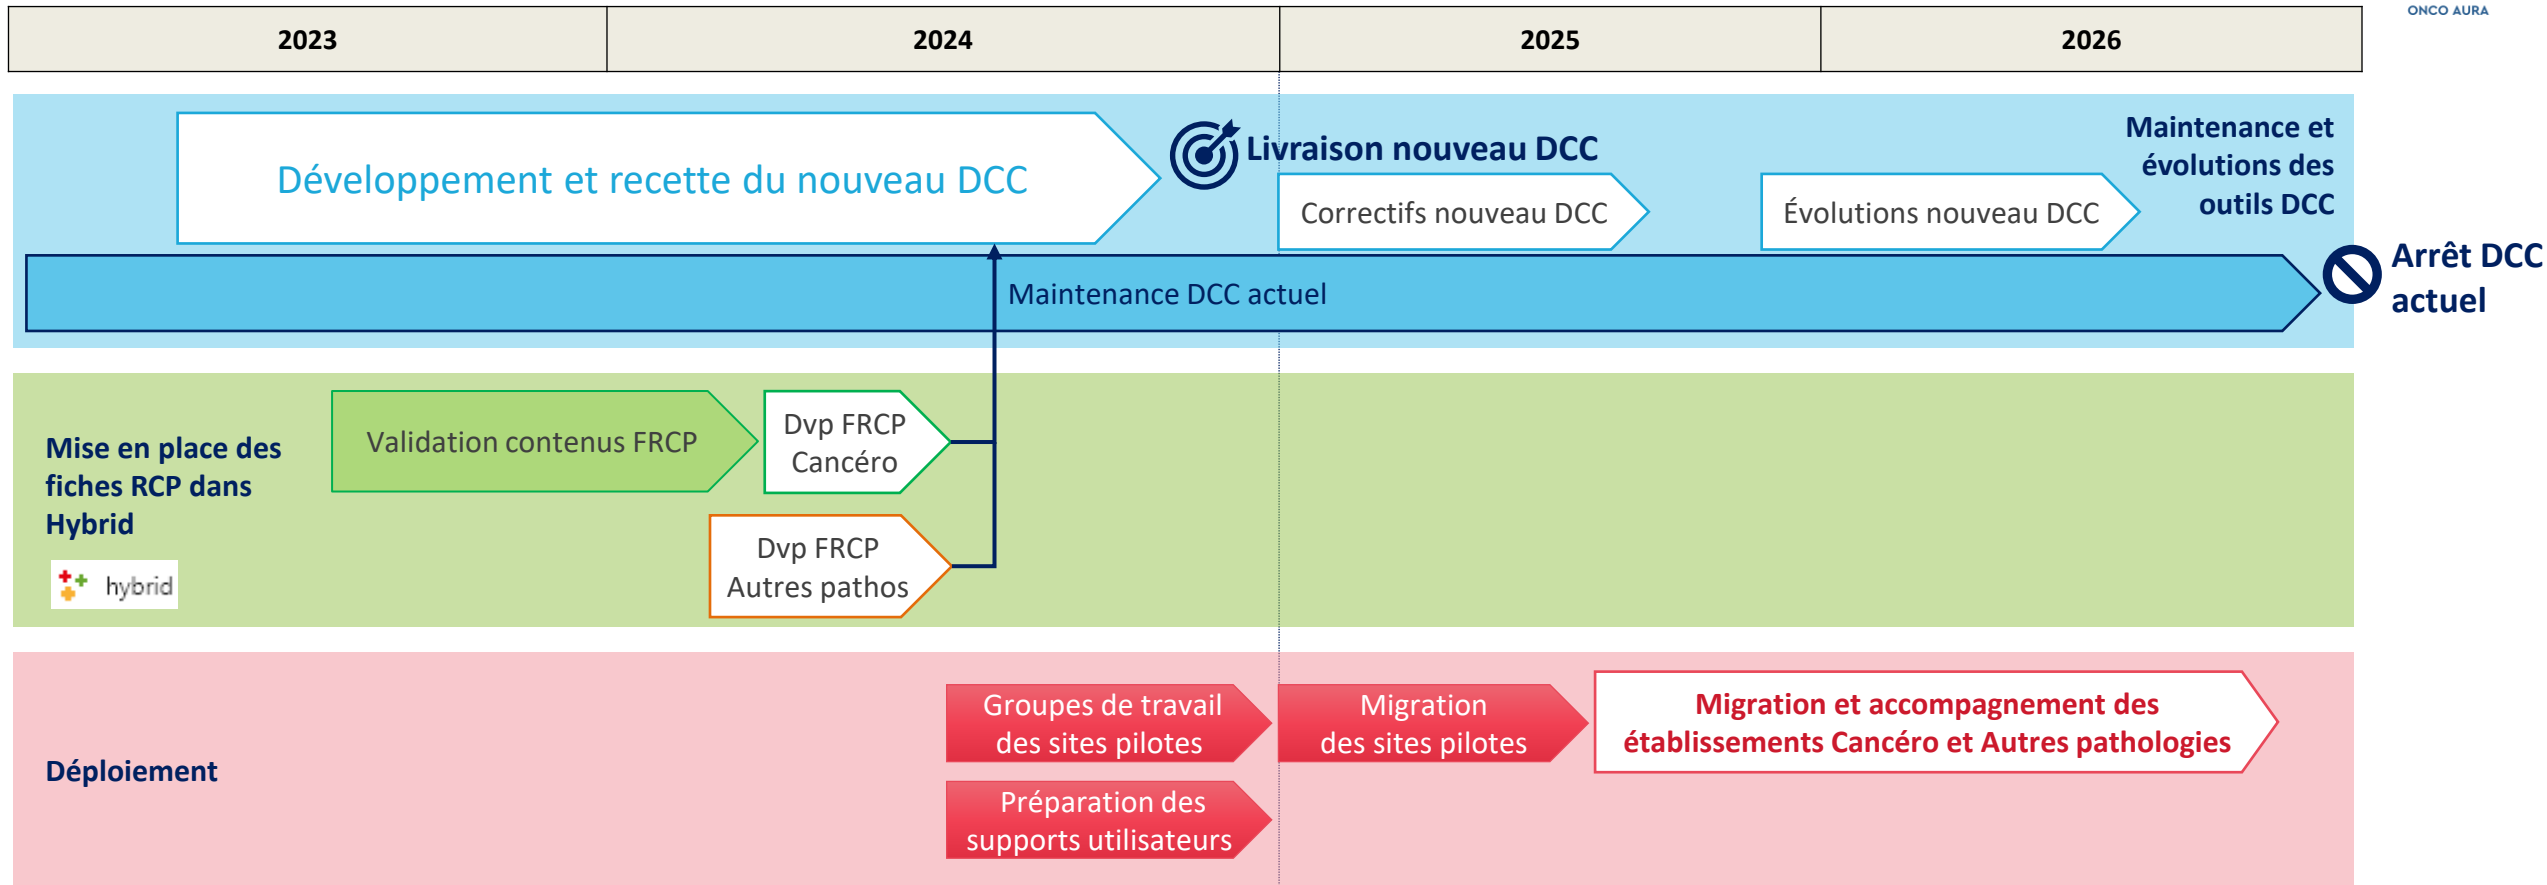 ONCO AURA
2023
2024
2025
2026
Développement et recette du nouveau DCC
Livraison nouveau DCC
Correctifs nouveau DCC
Évolutions nouveau DCC
Maintenance et
évolutions des
outils DCC
Maintenance DCC actuel
Arrêt DCC
actuel
Mise en place des
fiches RCP dans
Hybrid
hybrid
Validation contenus FRCP
Dvp FRCP
Cancéro
Dvp FRCP
Autres pathos
Déploiement
Groupes de travail
des sites pilotes
Migration
des sites pilotes
Migration et accompagnement des
établissements Cancéro et Autres pathologies
Préparation des
supports utilisateurs